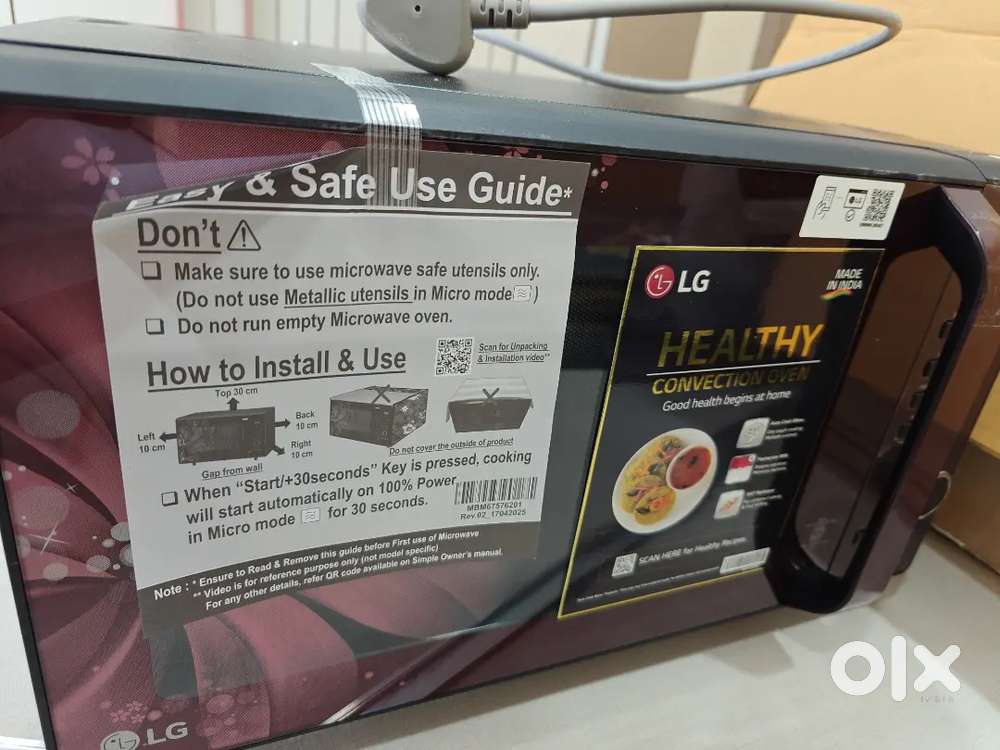 Easy & Safe Use Guide*
Don't
Make sure to use microwave safe utensils only.
(Do not use Metallic utensils in Micro mode )
Do not run empty Microwave oven.
How to Install & Use
Scan for Unpacking
& Installation video**
Top 30 cm
Left
10 cm
Back
10 cm
Right
10 cm
Gap from wall
Do not cover the outside of product
When "Start/+30seconds" Key is pressed, cooking
will start automatically on 100% Power
in Micro mode for 30 seconds.
MBM67576201
Rev.02_17042025
Note : * Ensure to Read & Remove this guide before First use of Microwave
** Video is for reference purpose only (not model specific)
For any other details, refer QR code available on Simple Owner's manual.
LG
LG
MADE
IN INDIA
HEALTHY
CONVECTION OVEN
Good health begins at home
SCAN HERE for Healthy Recipes
LG
olx